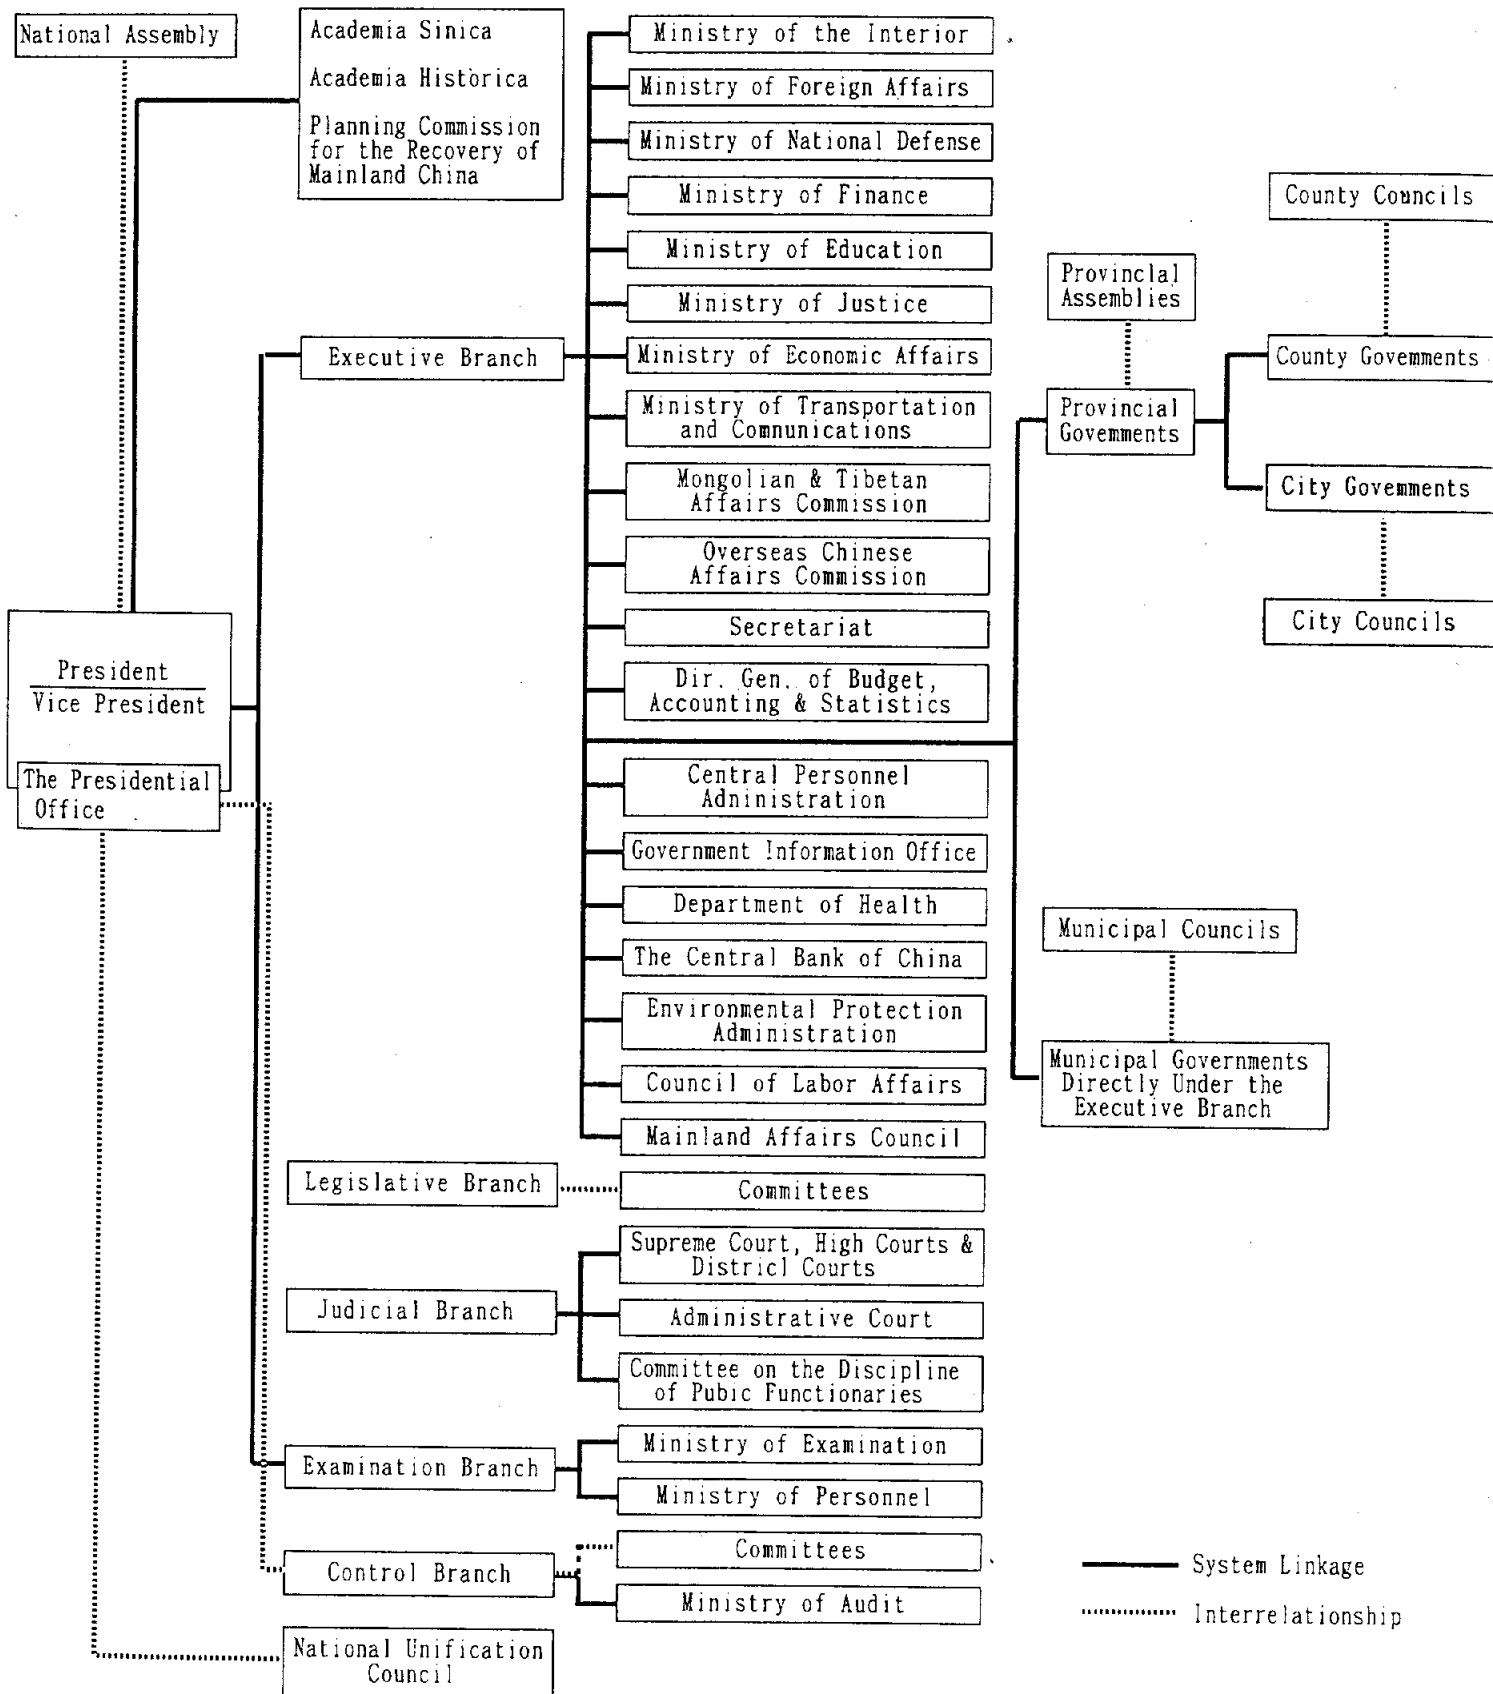 National Assembly
Academia Sinica
Academia Historica
Planning Commission
for the Recovery of
Mainland China
President
Vice President
The Presidential
Office
Executive Branch
Ministry of the Interior
Ministry of Foreign Affairs
Ministry of National Defense
Ministry of Finance
Ministry of Education
Ministry of Justice
Ministry of Economic Affairs
Ministry of Transportation
and Comnunications
Mongolian & Tibetan
Affairs Commission
Overseas Chinese
Affairs Commission
Secretariat
Dir. Gen. of Budget,
Accounting & Statistics
Central Personnel
Adninistration
Government Information Office
Department of Health
The Central Bank of China
Environmental Protection
Administration
Council of Labor Affairs
Mainland Affairs Council
Provinclal
Assemblies
Provincial
Govemments
County Councils
County Govemments
City Govemments
City Councils
Municipal Councils
Municipal Governments
Directly Under the
Executive Branch
Legislative Branch
Committees
Judicial Branch
Supreme Court, High Courts &
Districl Courts
Administrative Court
Committee on the Discipline
of Pubic Functionaries
Examination Branch
Ministry of Examination
Ministry of Personnel
Control Branch
Committees
Ministry of Audit
National Unification
Council
System Linkage
Interrelationship